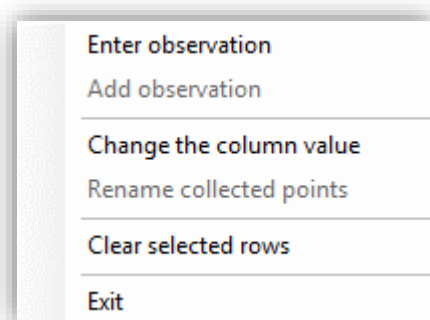 Enter observation
Add observation
Change the column value
Rename collected points
Clear selected rows
Exit